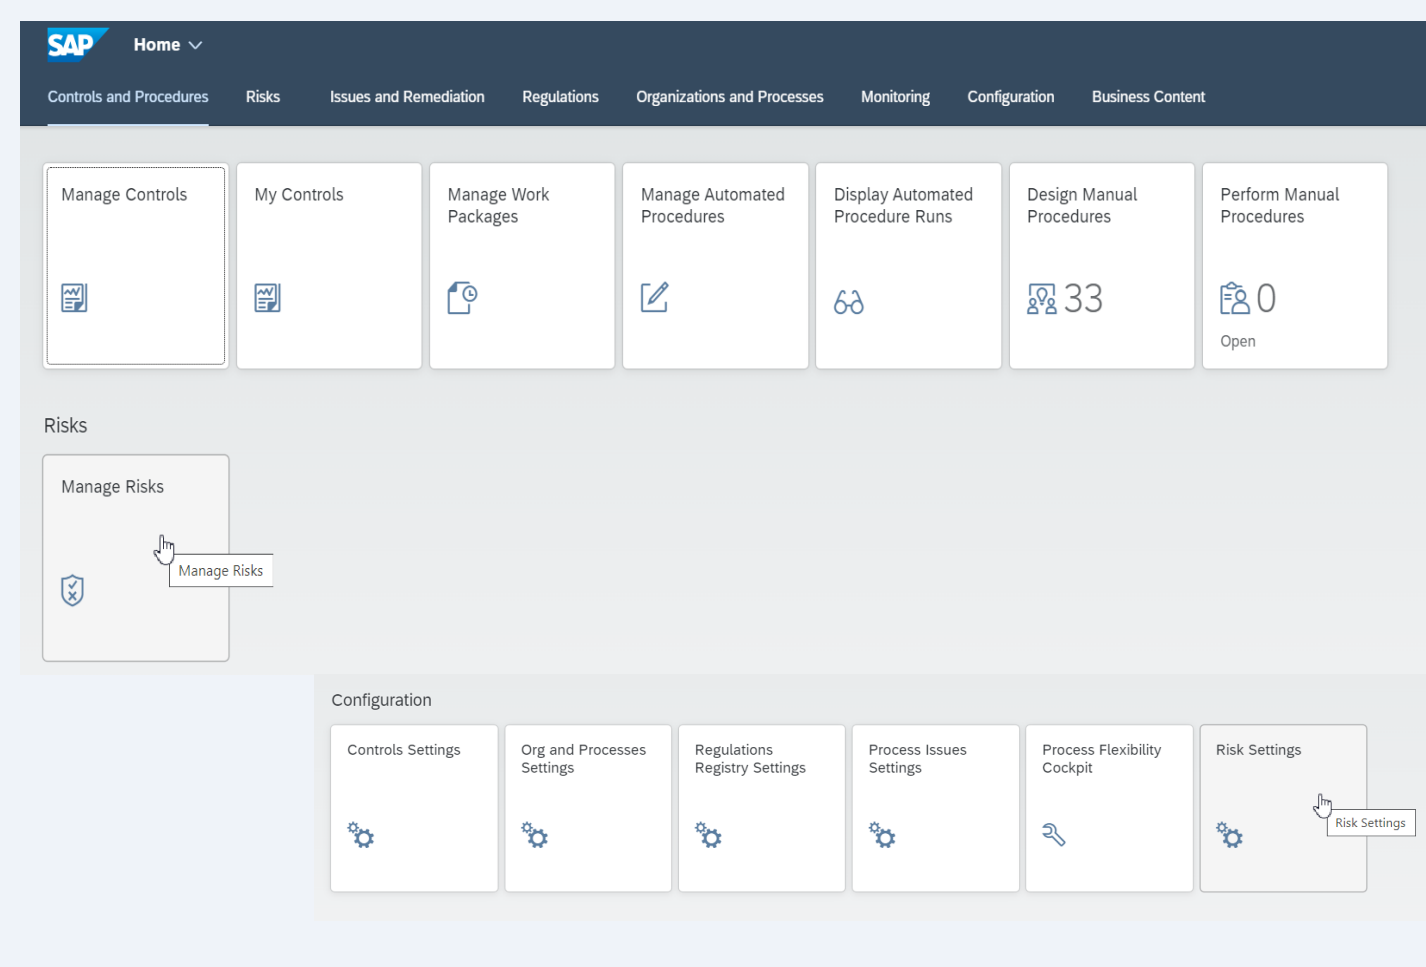 SAP
Home
Controls and Procedures
Risks
Issues and Remediation
Regulations
Organizations and Processes
Monitoring
Configuration
Business Content
Manage Controls
My Controls
Manage Work
Packages
Manage Automated
Procedures
Display Automated
Procedure Runs
Design Manual
Procedures
33
Perform Manual
Procedures
0
Open
Risks
Manage Risks
Manage Risks
Configuration
Controls Settings
Org and Processes
Settings
Regulations
Registry Settings
Process Issues
Settings
Process Flexibility
Cockpit
Risk Settings
Risk Settings